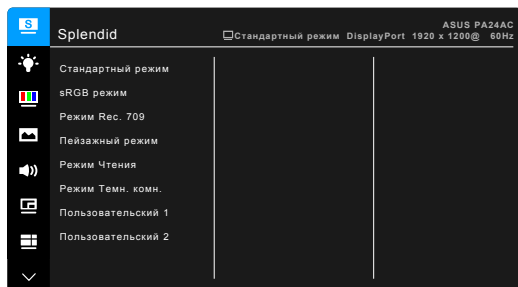 S
ASUS PA24AC
Splendid
Стандартный режим DisplayPort 1920 x 1200@ 60Hz
Стандартный режим
sRGB режим
Режим Rec. 709
Пейзажный режим
Режим Чтения
Режим Темн. комн.
Пользовательский 1
Пользовательский 2